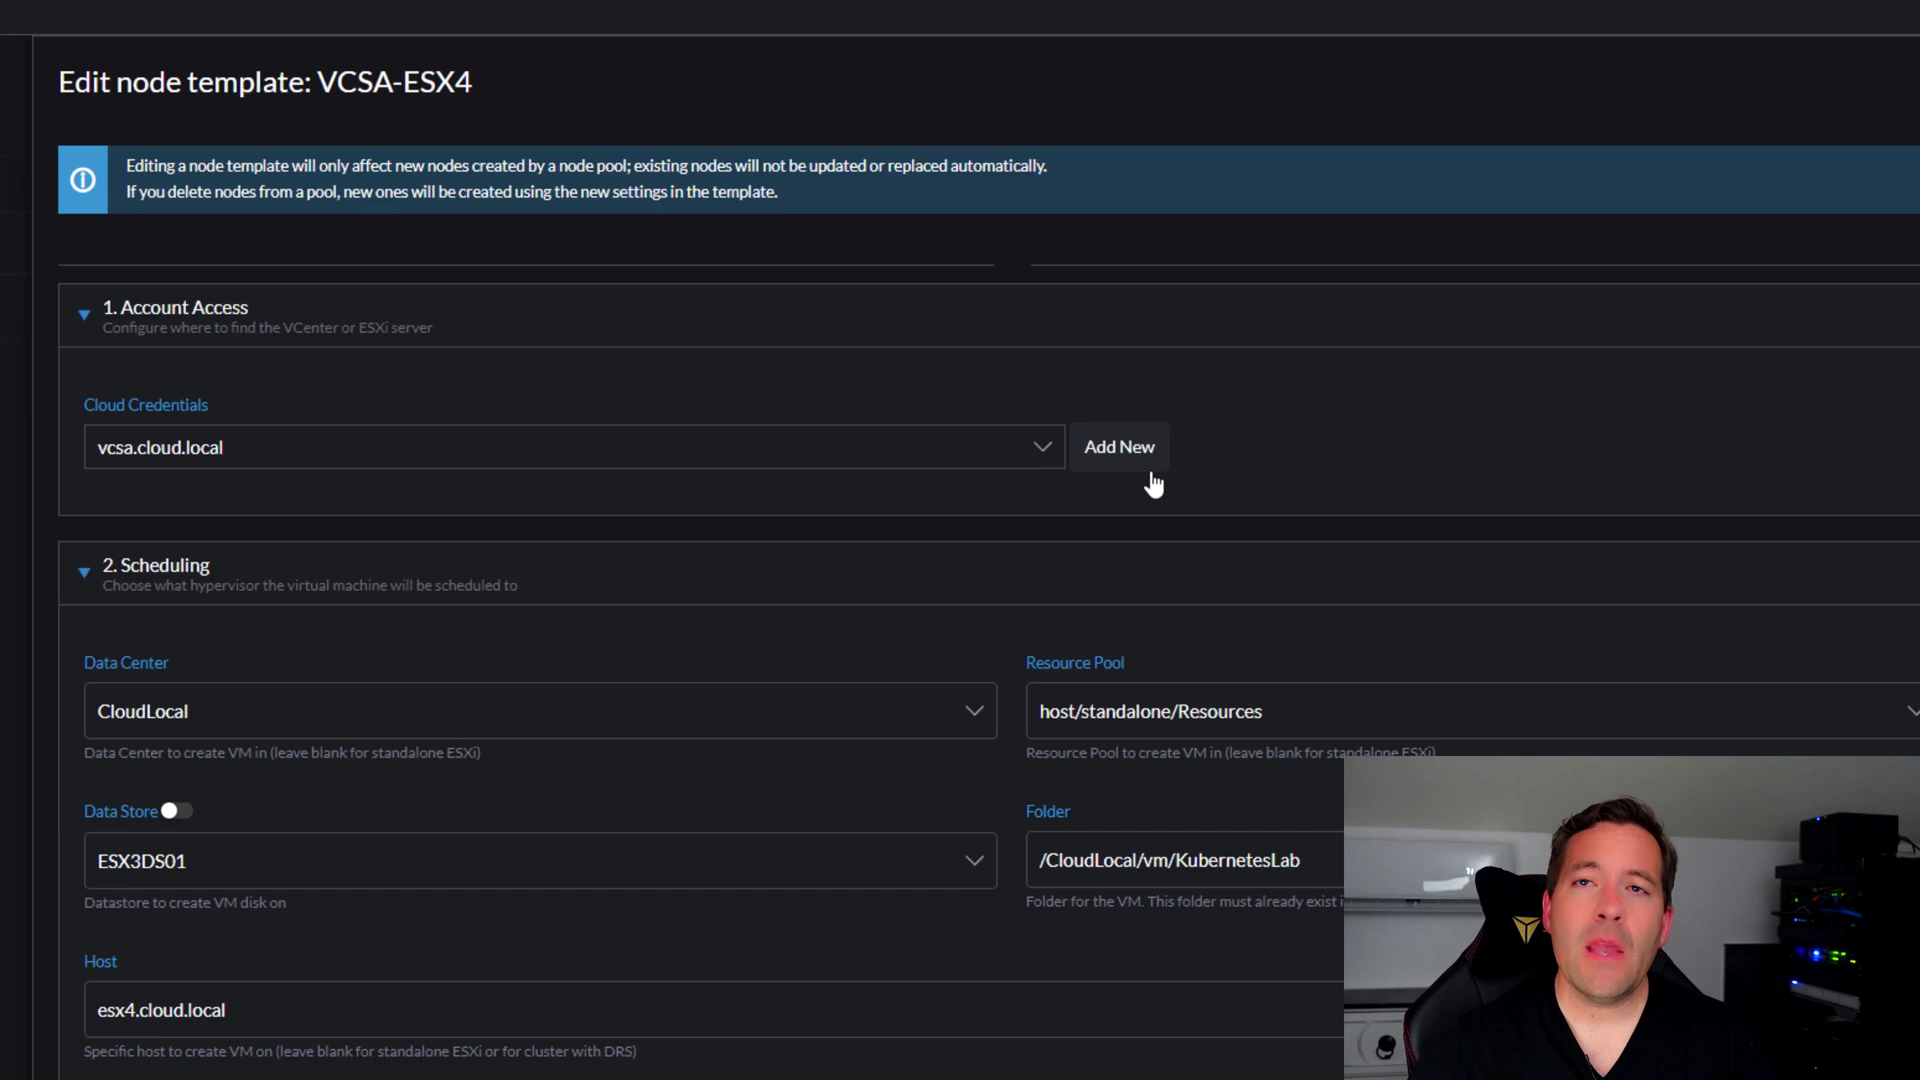 Edit node template: VCSA-ESX4
Editing a node template will only affect new nodes created by a node pool; existing nodes will not be updated or replaced automatically.
If you delete nodes from a pool, new ones will be created using the new settings in the template.
1. Account Access
Configure where to find the VCenter or ESXi server
Cloud Credentials
vcsa.cloud.local
Add New
2. Scheduling
Choose what hypervisor the virtual machine will be scheduled to
Data Center
Resource Pool
CloudLocal
host/standalone/Resources
Data Center to create VM in (leave blank for standalone ESXi)
Resource Pool to create VM in (leave blank for standalone ESXi)
Data Store
Folder
ESX3DS01
/CloudLocal/vm/KubernetesLab
Datastore to create VM disk on
Folder for the VM. This folder must already exist i
Host
esx4.cloud.local
Specific host to create VM on (leave blank for standalone ESXi or for cluster with DRS)